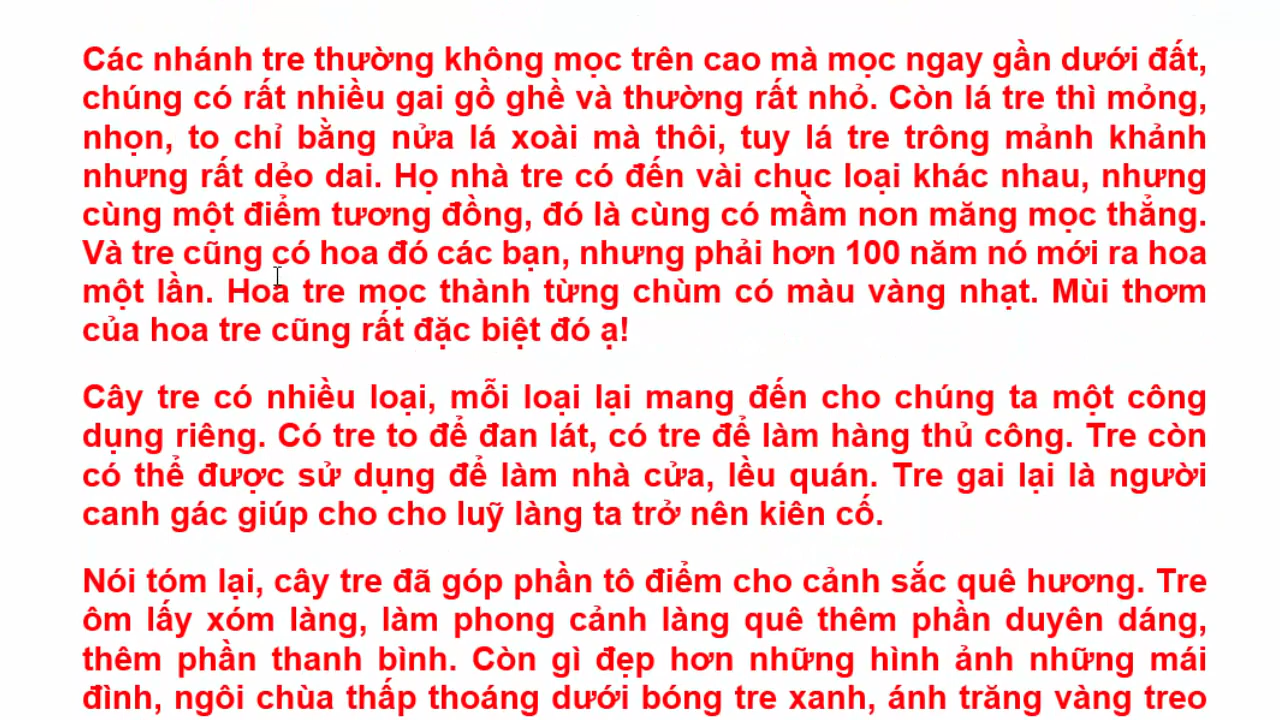 Các nhánh tre thường không mọc trên cao mà mọc ngay gần dưới đất,
chúng có rất nhiều gai gồ ghề và thường rất nhỏ. Còn lá tre thì mỏng,
nhọn, to chỉ bằng nửa lá xoài mà thôi, tuy lá tre trông mảnh khảnh
nhưng rất dẻo dai. Họ nhà tre có đến vài chục loại khác nhau, nhưng
cùng một điểm tương đồng, đó là cùng có mầm non măng mọc thẳng.
Và tre cũng có hoa đó các bạn, nhưng phải hơn 100 năm nó mới ra hoa
một lần. Hoa tre mọc thành từng chùm có màu vàng nhạt. Mùi thơm
của hoa tre cũng rất đặc biệt đó ạ!
Cây tre có nhiều loại, mỗi loại lại mang đến cho chúng ta một công
dụng riêng. Có tre to để đan lát, có tre để làm hàng thủ công. Tre còn
có thể được sử dụng để làm nhà cửa, lều quán. Tre gai lại là người
canh gác giúp cho cho luỹ làng ta trở nên kiên cố.
Nói tóm lại, cây tre đã góp phần tô điểm cho cảnh sắc quê hương. Tre
ôm lấy xóm làng, làm phong cảnh làng quê thêm phần duyên dáng,
thêm phần thanh bình. Còn gì đẹp hơn những hình ảnh những mái
đình, ngôi chùa thấp thoáng dưới bóng tre xanh, ánh trăng vàng treo